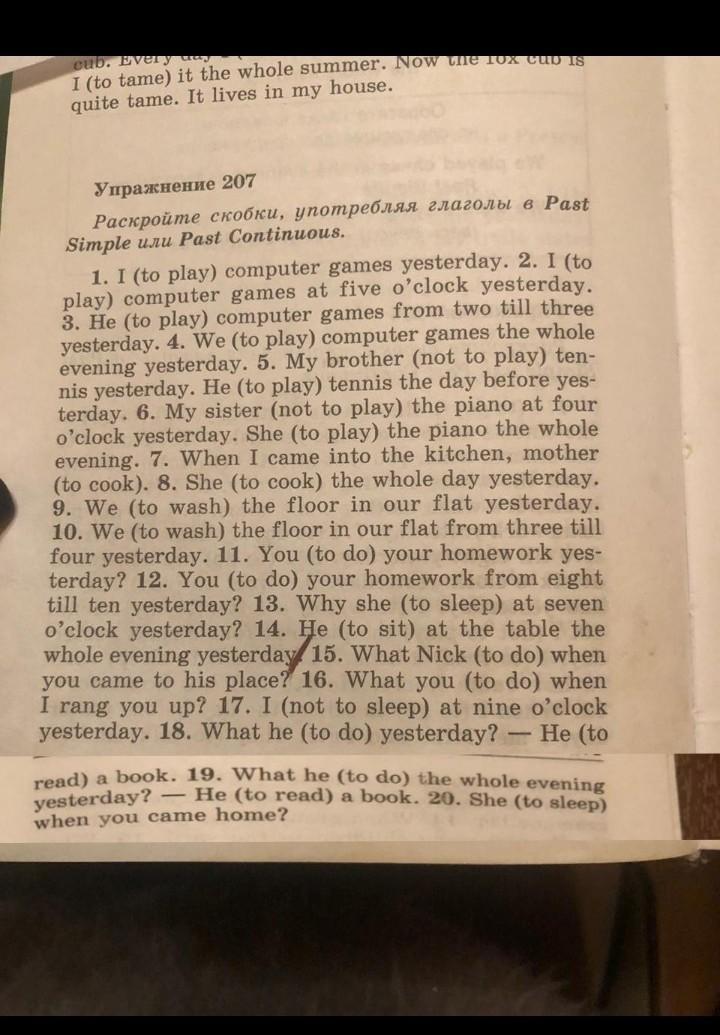 cub. Every day
I (to tame) it the whole summer. Now the fox cub is
quite tame. It lives in my house.
Упражнение 207
Раскройте скобки, употребляя глаголы в Past
Simple или Past Continuous.
1. I (to play) computer games yesterday. 2. I (to
play) computer games at five o’clock yesterday.
3. He (to play) computer games from two till three
yesterday. 4. We (to play) computer games the whole
evening yesterday. 5. My brother (not to play) ten-
nis yesterday. He (to play) tennis the day before yes-
terday. 6. My sister (not to play) the piano at four
o’clock yesterday. She (to play) the piano the whole
evening. 7. When I came into the kitchen, mother
(to cook). 8. She (to cook) the whole day yesterday.
9. We (to wash) the floor in our flat yesterday.
10. We (to wash) the floor in our flat from three till
four yesterday. 11. You (to do) your homework yes-
terday? 12. You (to do) your homework from eight
till ten yesterday? 13. Why she (to sleep) at seven
o’clock yesterday? 14. He (to sit) at the table the
whole evening yesterday. 15. What Nick (to do) when
you came to his place? 16. What you (to do) when
I rang you up? 17. I (not to sleep) at nine o’clock
yesterday. 18. What he (to do) yesterday? — He (to
read) a book. 19. What he (to do) the whole evening
yesterday? — He (to read) a book. 20. She (to sleep)
when you came home?